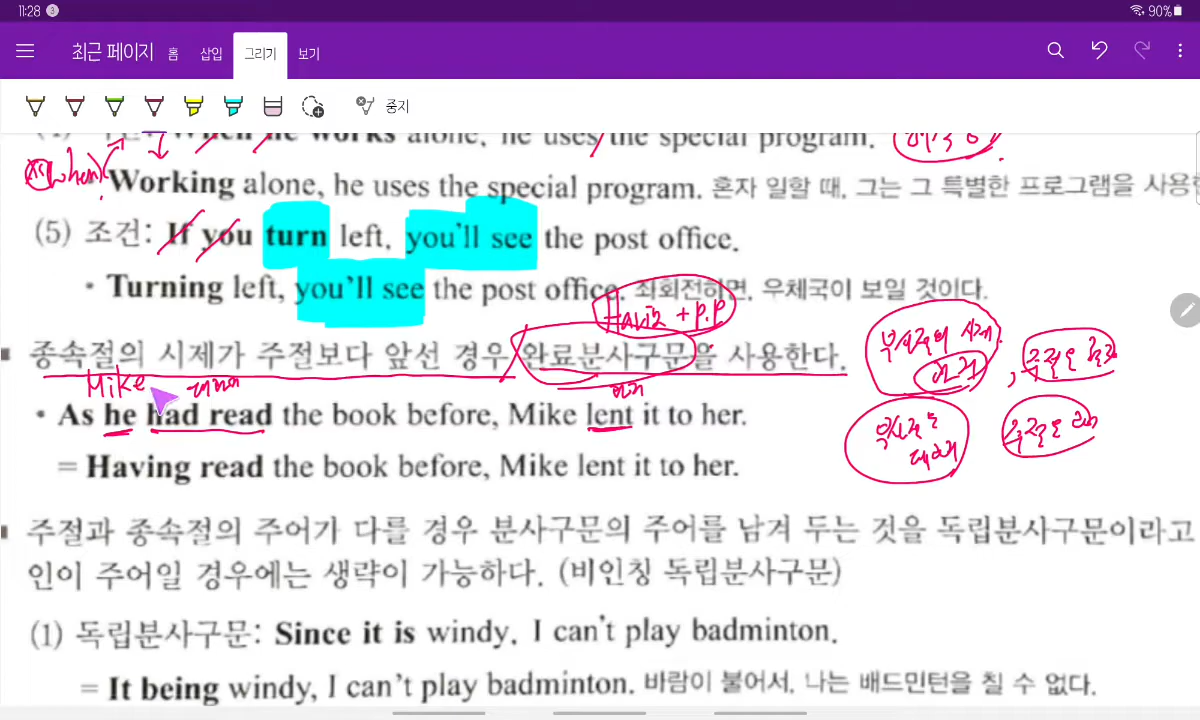 11:28 3 90%
최근 페이지 홈 삽입 그리기 보기
중지
When he works alone, he uses the special program.
(when)
Working alone, he uses the special program. 혼자 일할 때, 그는 그 특별한 프로그램을 사용
(5) 조건: If you turn left, you'll see the post office.
• Turning left, you'll see the post office. 좌회전하면, 우체국이 보일 것이다.
Having + p.p
종속절의 시제가 주절보다 앞선 경우 완료분사구문을 사용한다.
Mike
• As he had read the book before, Mike lent it to her.
= Having read the book before, Mike lent it to her.
주절과 종속절의 주어가 다를 경우 분사구문의 주어를 남겨 두는 것을 독립분사구문이라고
인이 주어일 경우에는 생략이 가능하다. (비인칭 독립분사구문)
(1) 독립분사구문: Since it is windy, I can't play badminton.
= It being windy, I can't play badminton. 바람이 불어서, 나는 배드민턴을 칠 수 없다.